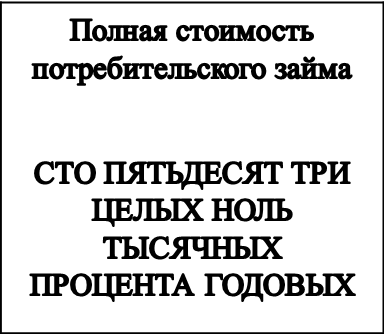 Полная стоимость
потребительского займа
СТО ПЯТЬДЕСЯТ ТРИ
ЦЕЛЫХ НОЛЬ
ТЫСЯЧНЫХ
ПРОЦЕНТА ГОДОВЫХ